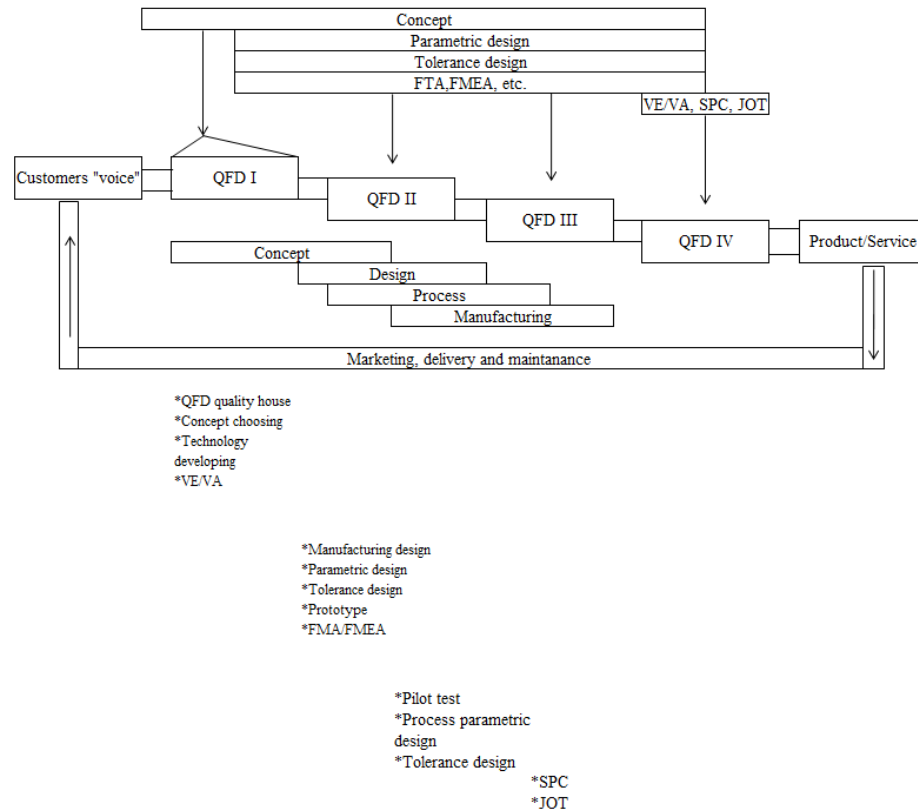 Concept
Parametric design
Tolerance design
FTA,FMEA, etc.
VE/VA, SPC, JOT
Customers "voice"
QFD I
QFD II
QFD III
QFD IV
Product/Service
Concept
Design
Process
Manufacturing
Marketing, delivery and maintanance
*QFD quality house
*Concept choosing
*Technology
developing
*VE/VA
*Manufacturing design
*Parametric design
*Tolerance design
*Prototype
*FMA/FMEA
*Pilot test
*Process parametric
design
*Tolerance design
*SPC
*JOT